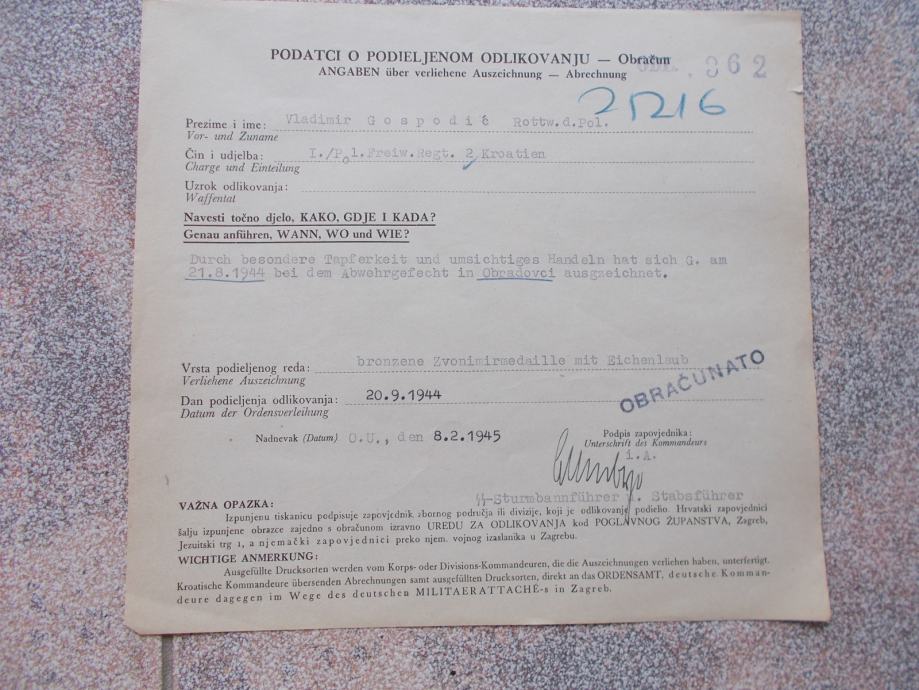 PODATCI O PODIELJENOM ODLIKOVANJU — Obračun
ANGABEN über verliehene Auszeichnung — Abrechnung
962
Prezime i ime: Vladimir Gospodić Rottw.d.Pol.
Vor- und Zuname
Čin i udjelba: I./Pol.Freiw.Regt. 2 Kroatien
Charge und Einteilung
Uzrok odlikovanja:
Waffentat
Navesti točno djelo, KAKO, GDJE I KADA?
Genau anführen, WANN, WO und WIE?
Durch besondere Tapferkeit und umsichtiges Handeln hat sich G. am
21.8.1944 bei dem Abwehrgefecht in Obradovci ausgzeichnet.
Vrsta podieljenog reda: bronzene Zvonimirmedaille mit Eichenlaub
Verliehene Auszeichnung
Dan podieljenja odlikovanja: 20.9.1944
Datum der Ordensverleihung
OBRAČUNATO
Nadnevak (Datum) O.U., den 8.2.1945
Podpis zapovjednika:
Unterschrift des Kommandeurs
i.A.
SS-Sturmbannführer u. Stabsführer
VAŽNA OPAZKA:
Izpunjenu tiskanicu podpisuje zapovjednik zbornog područja ili divizije, koji je odlikovanje podielio. Hrvatski zapovjednici
šalju izpunjene obrazce zajedno s obračunom izravno UREDU ZA ODLIKOVANJA kod POGLAVNOG ŽUPANSTVA, Zagreb,
Jezuitski trg 1, a njemački zapovjednici preko njem. vojnog izaslanika u Zagrebu.
WICHTIGE ANMERKUNG:
Ausgefüllte Drucksorten werden vom Korps- oder Divisions-Kommandeuren, die die Auszeichnungen verliehen haben, unterfertigt.
Kroatische Kommandeure übersenden Abrechnungen samt ausgefüllten Drucksorten, direkt an das ORDENSAMT, deutsche Komman-
deure dagegen im Wege des deutschen MILITAERATTACHÉ-s in Zagreb.